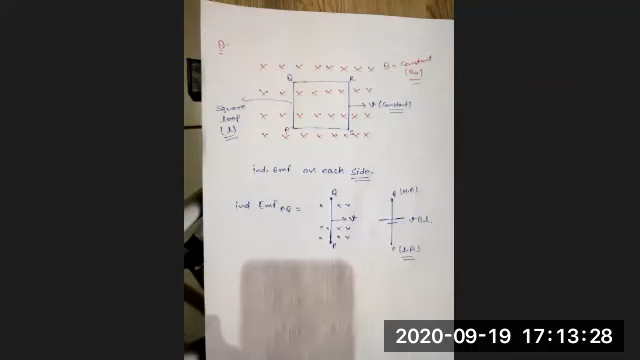 Q.
B = constant
(B₀)
Q R
v (constant)
Square
loop
(l)
P S
ind. Emf on each side.
ind Emf PQ =
Q
v
P
Q (H.P.)
vB.l.
P (L.P.)
2020-09-19 17:13:28